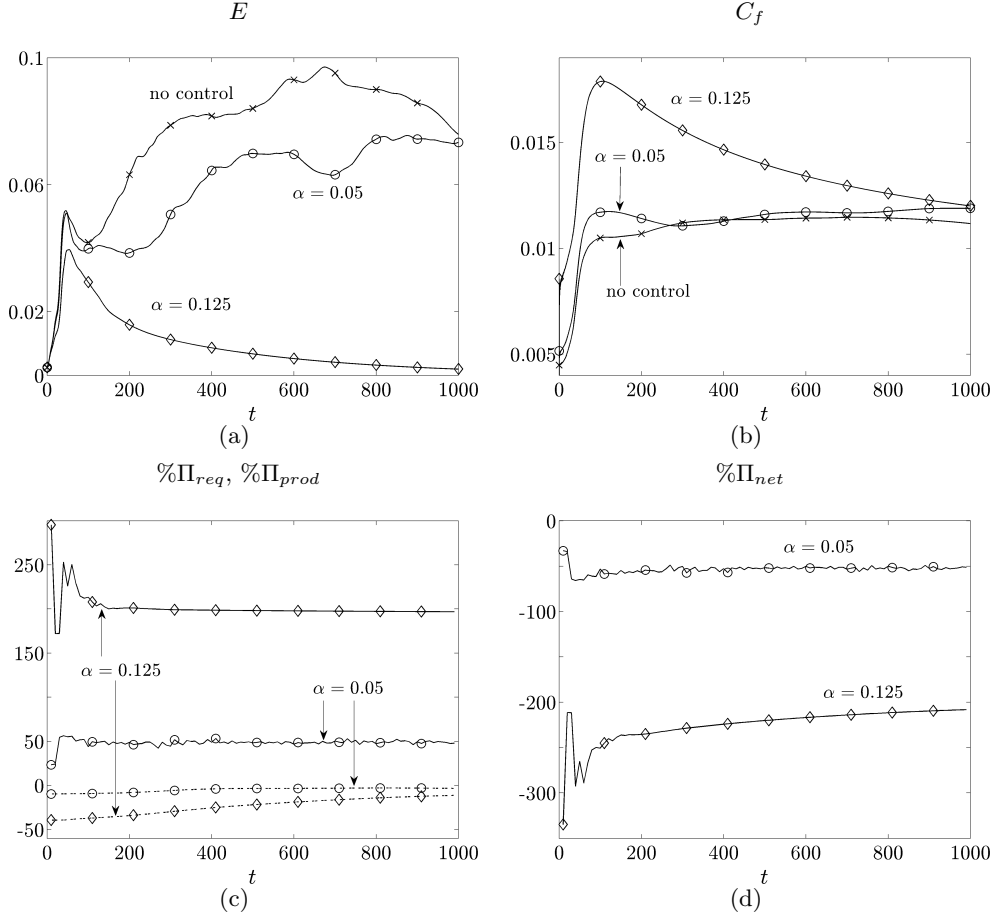 E
C_f
0.1
0.06
0.02
0
no control
α = 0.05
α = 0.125
0 200 400 600 800 1000
t
(a)
0.015
0.01
0.005
α = 0.125
α = 0.05
no control
0 200 400 600 800 1000
t
(b)
%Π_req, %Π_prod
%Π_net
250
150
50
0
-50
α = 0.125
α = 0.05
0 200 400 600 800 1000
t
(c)
0
-100
-200
-300
α = 0.05
α = 0.125
0 200 400 600 800 1000
t
(d)